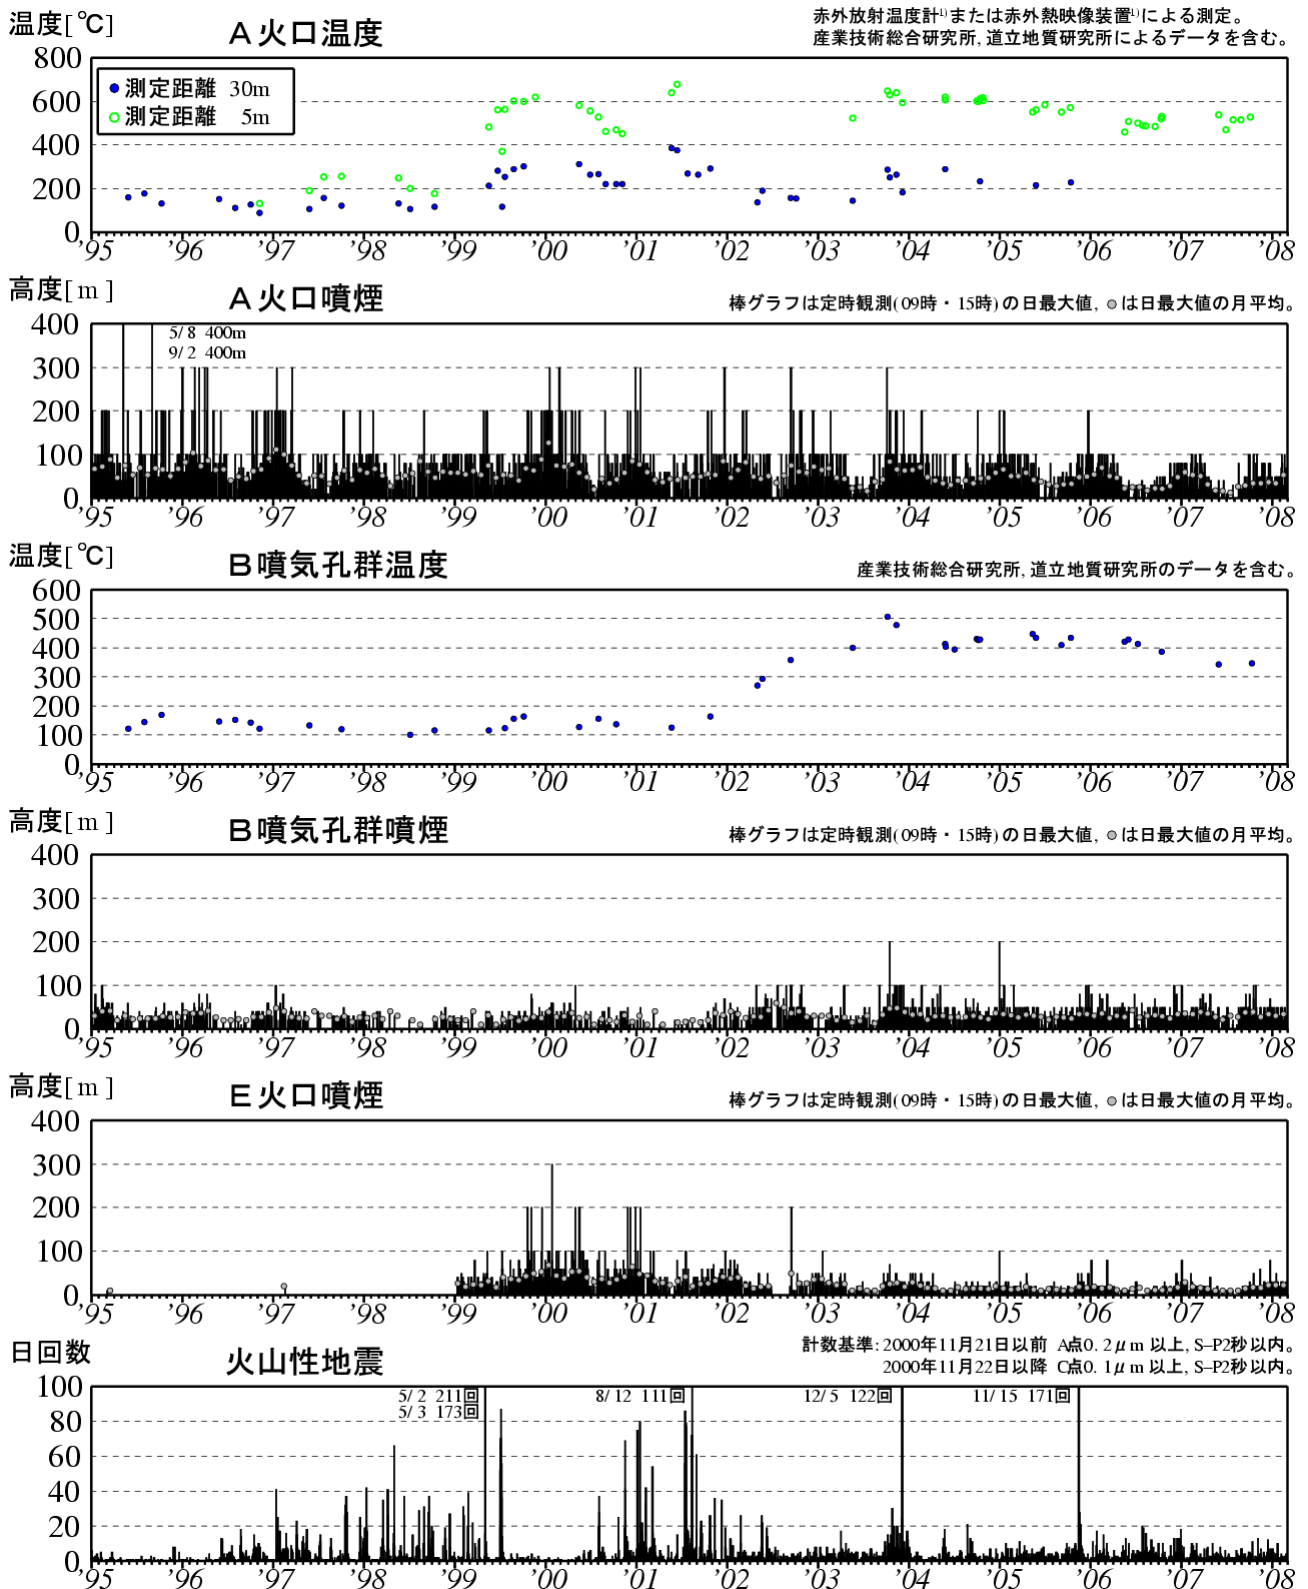 温度[℃]
A火口温度
赤外放射温度計1)または赤外熱映像装置1)による測定。
産業技術総合研究所, 道立地質研究所によるデータを含む。
800
600
400
200
0
測定距離 30m
測定距離 5m
'95 '96 '97 '98 '99 '00 '01 '02 '03 '04 '05 '06 '07 '08
高度[m]
A火口噴煙
棒グラフは定時観測(09時・15時)の日最大値, ○は日最大値の月平均。
400
300
200
100
0
5/8 400m
9/2 400m
'95 '96 '97 '98 '99 '00 '01 '02 '03 '04 '05 '06 '07 '08
温度[℃]
B噴気孔群温度
産業技術総合研究所, 道立地質研究所のデータを含む。
600
500
400
300
200
100
0
'95 '96 '97 '98 '99 '00 '01 '02 '03 '04 '05 '06 '07 '08
高度[m]
B噴気孔群噴煙
棒グラフは定時観測(09時・15時)の日最大値, ○は日最大値の月平均。
400
300
200
100
0
'95 '96 '97 '98 '99 '00 '01 '02 '03 '04 '05 '06 '07 '08
高度[m]
E火口噴煙
棒グラフは定時観測(09時・15時)の日最大値, ○は日最大値の月平均。
400
300
200
100
0
'95 '96 '97 '98 '99 '00 '01 '02 '03 '04 '05 '06 '07 '08
日回数
火山性地震
計数基準:2000年11月21日以前 A点0.2μm以上, S-P2秒以内。
2000年11月22日以降 C点0.1μm以上, S-P2秒以内。
100
80
60
40
20
0
5/2 211回
5/3 173回
8/12 111回
12/5 122回
11/15 171回
'95 '96 '97 '98 '99 '00 '01 '02 '03 '04 '05 '06 '07 '08